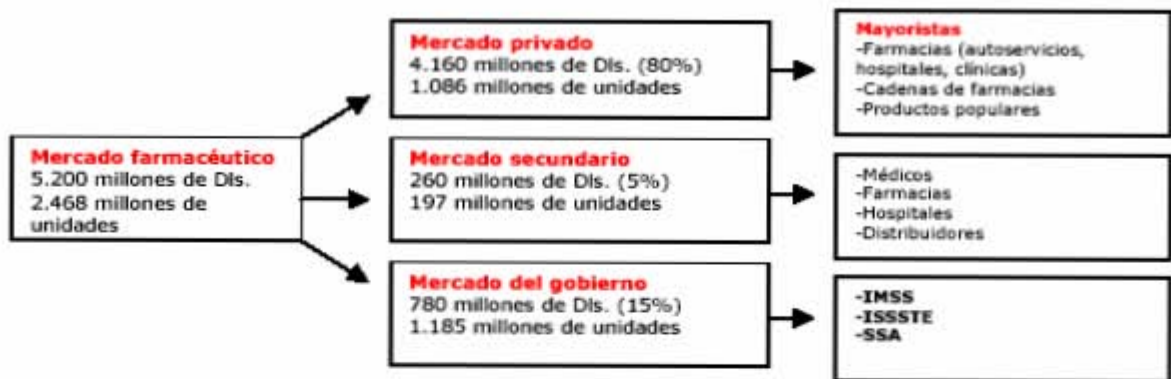 Mercado farmacéutico
5.200 millones de Dls.
2.468 millones de
unidades
Mercado privado
4.160 millones de Dls. (80%)
1.086 millones de unidades
Mayoristas
-Farmacias (autoservicios,
hospitales, clínicas)
-Cadenas de farmacias
-Productos populares
Mercado secundario
260 millones de Dls. (5%)
197 millones de unidades
-Médicos
-Farmacias
-Hospitales
-Distribuidores
Mercado del gobierno
780 millones de Dls. (15%)
1.185 millones de unidades
-IMSS
-ISSSTE
-SSA